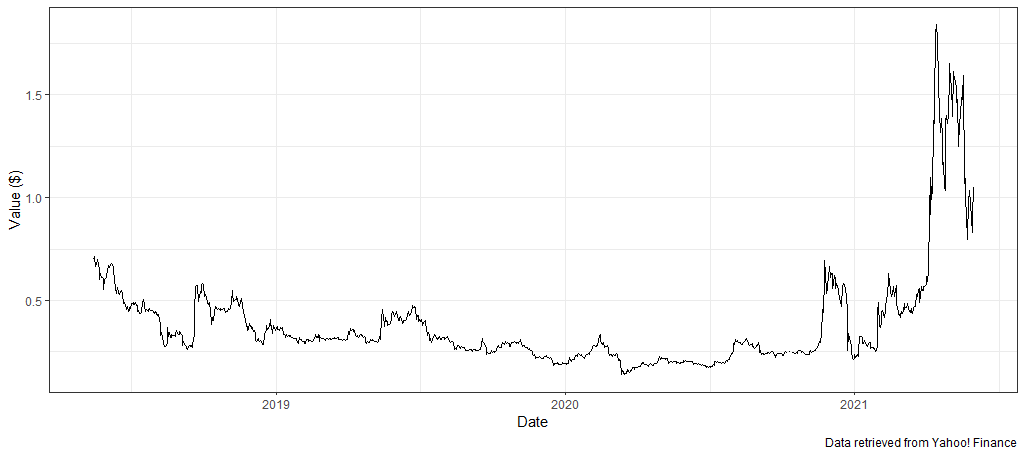 Value ($)
1.5
1.0
0.5
2019 2020 2021
Date
Data retrieved from Yahoo! Finance